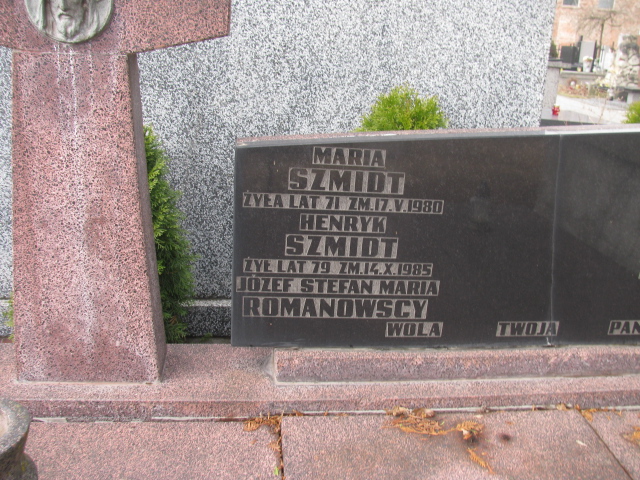 MARIA
SZMIDT
ŻYŁA LAT 71 ZM.17.V.1980
HENRYK
SZMIDT
ŻYŁ LAT 79 ZM.14.X.1985
JÓZEF STEFAN MARIA
ROMANOWSCY
WOLA TWOJA PAN